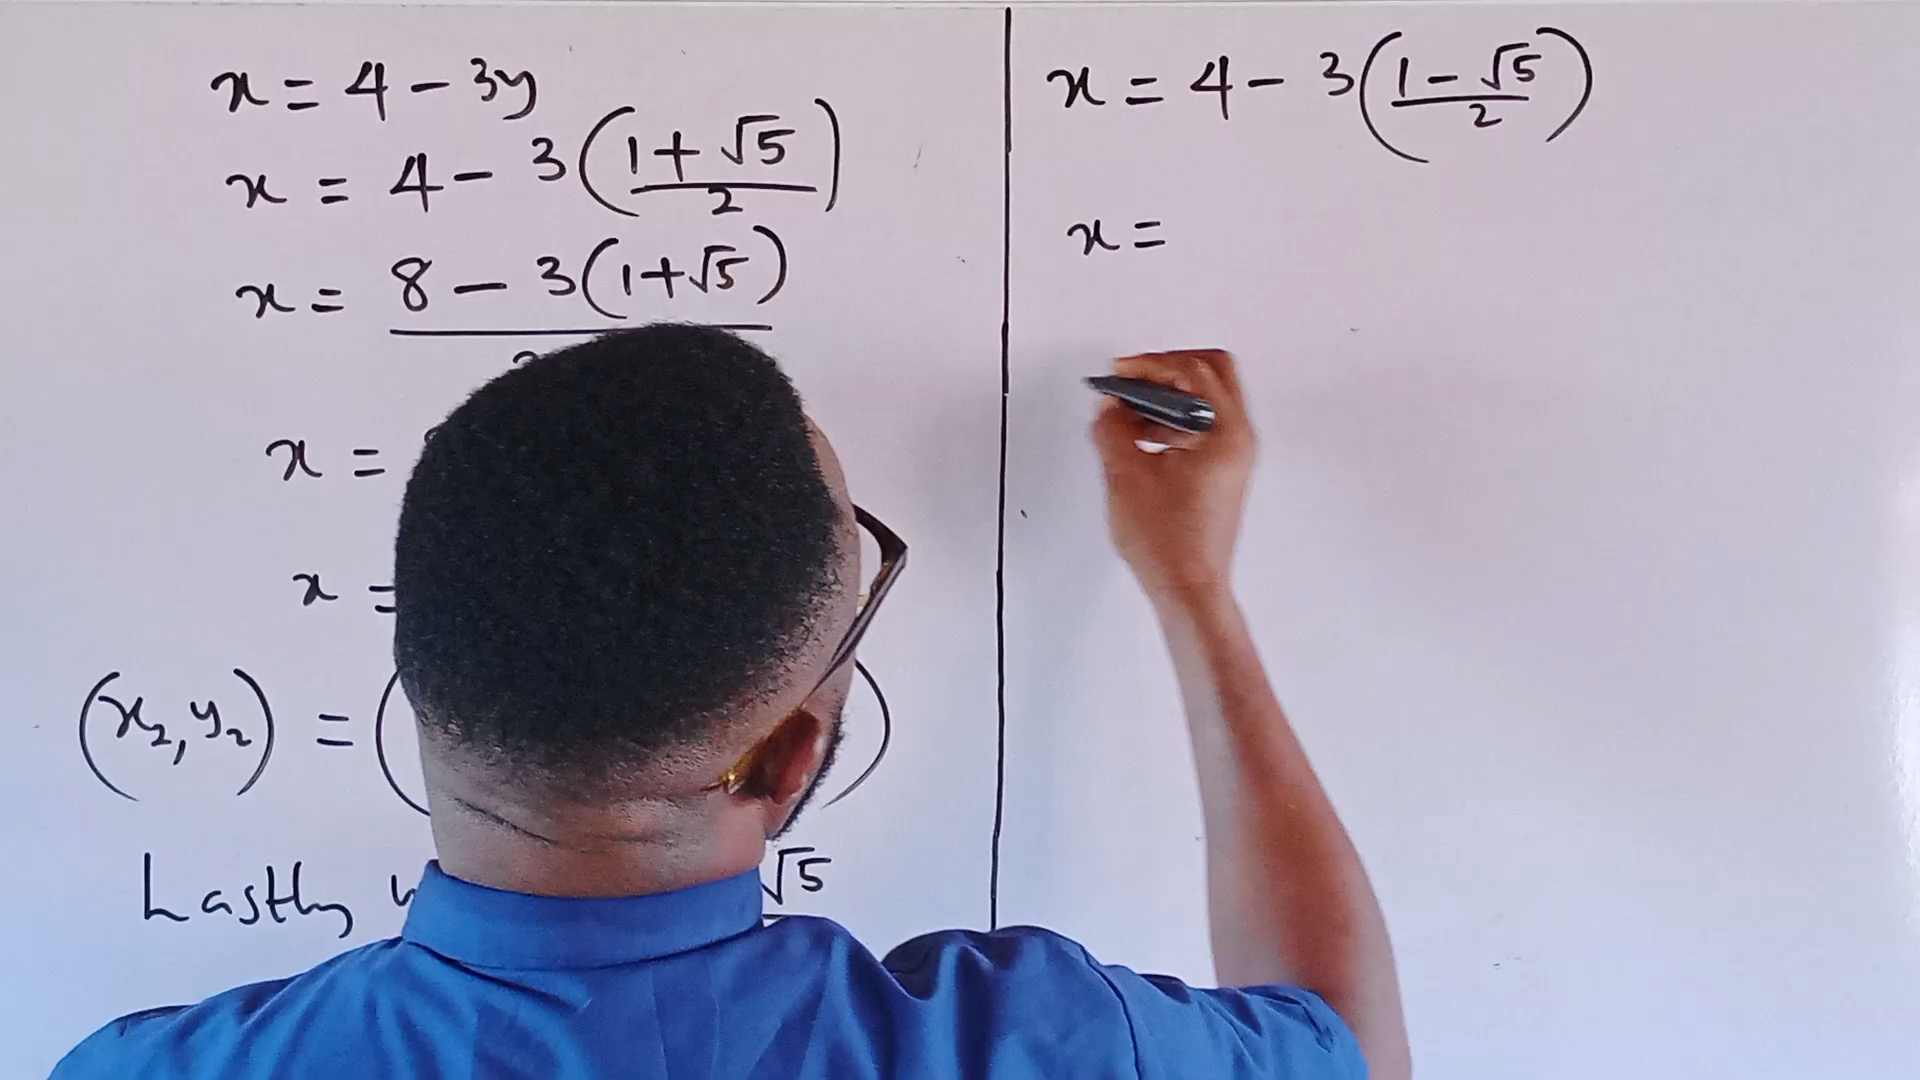 x = 4 - 3y
x = 4 - 3(1 + √5 / 2)
x = 8 - 3(1 + √5)
x =
x =
(x₂, y₂) = ( )
Lastly √5
x = 4 - 3(1 - √5 / 2)
x =